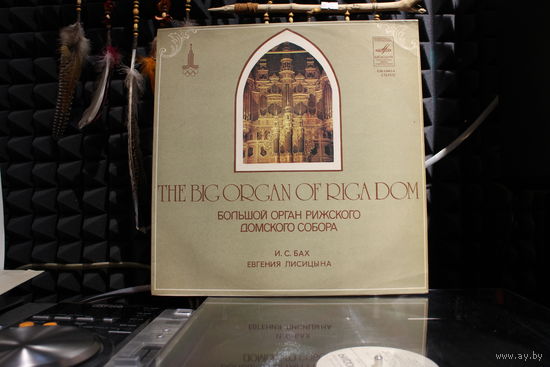 THE BIG ORGAN OF RIGA DOM
БОЛЬШОЙ ОРГАН РИЖСКОГО
ДОМСКОГО СОБОРА
И. С. БАХ
ЕВГЕНИЯ ЛИСИЦЫНА
www.ay.by